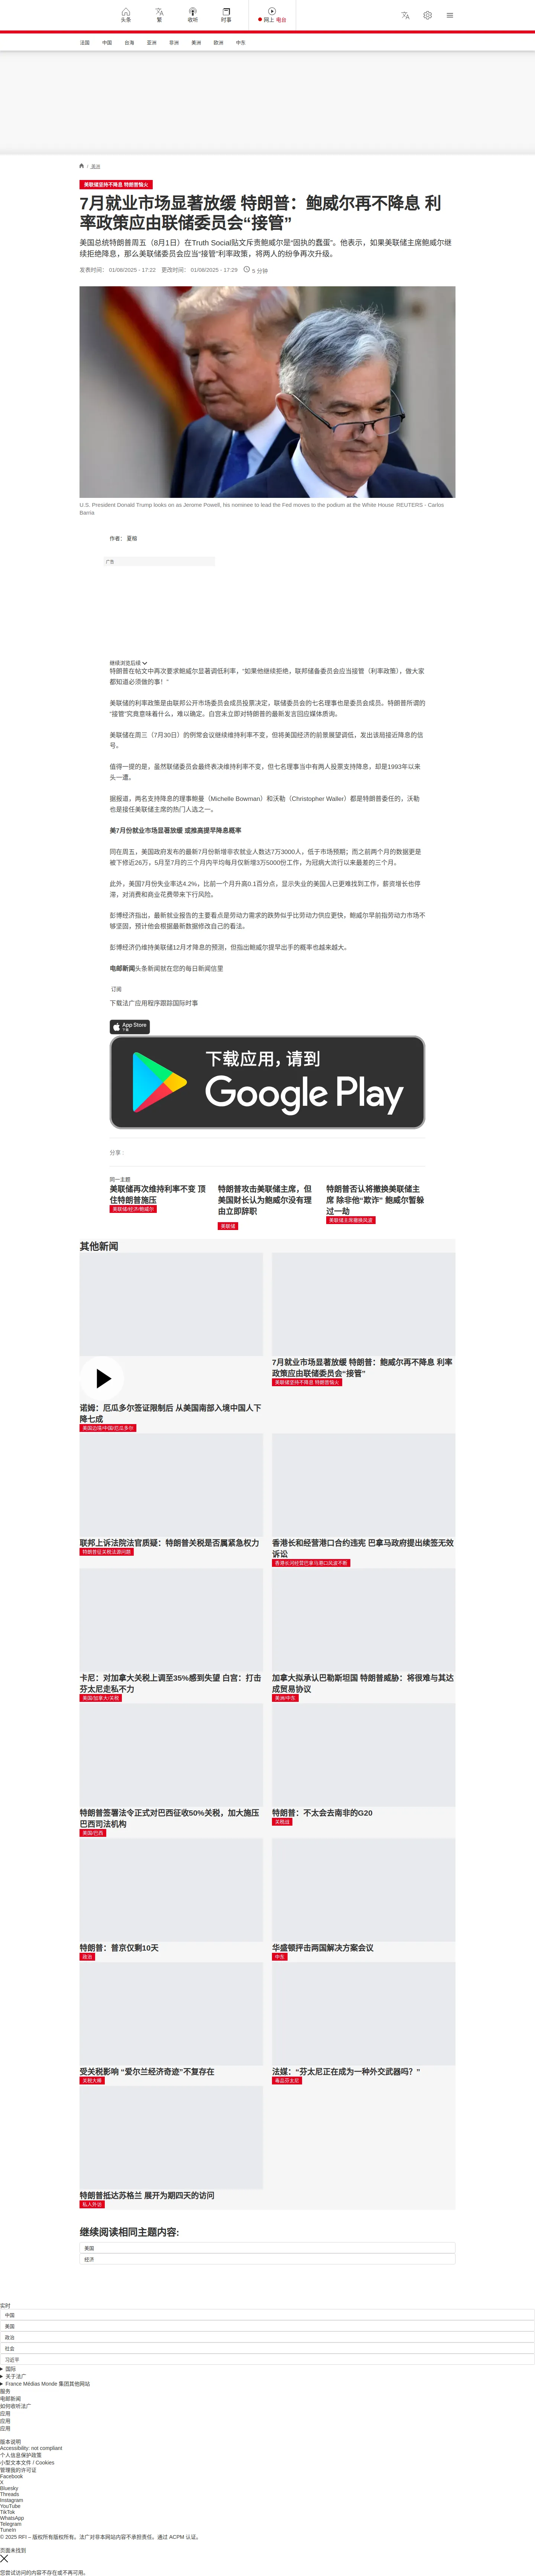 头条
繁
收听
时事
网上 电台
法国 中国 台海 亚洲 非洲 美洲 欧洲 中东
/ 美洲
美联储坚持不降息 特朗普恼火
7月就业市场显著放缓 特朗普：鲍威尔再不降息 利
率政策应由联储委员会“接管”
美国总统特朗普周五（8月1日）在Truth Social贴文斥责鲍威尔是“固执的蠢蛋”。他表示，如果美联储主席鲍威尔继
续拒绝降息，那么美联储委员会应当“接管”利率政策，将两人的纷争再次升级。
发表时间： 01/08/2025 - 17:22 更改时间： 01/08/2025 - 17:29 5 分钟
U.S. President Donald Trump looks on as Jerome Powell, his nominee to lead the Fed moves to the podium at the White House REUTERS - Carlos
Barria
作者： 夏榕
广告
继续浏览后续
特朗普在帖文中再次要求鲍威尔显著调低利率，“如果他继续拒绝，联邦储备委员会应当接管（利率政策），做大家
都知道必须做的事！”
美联储的利率政策是由联邦公开市场委员会成员投票决定，联储委员会的七名理事也是委员会成员。特朗普所谓的
“接管”究竟意味着什么，难以确定。白宫未立即对特朗普的最新发言回应媒体质询。
美联储在周三（7月30日）的例常会议继续维持利率不变，但将美国经济的前景展望调低，发出该局接近降息的信
号。
值得一提的是，虽然联储委员会最终表决维持利率不变，但七名理事当中有两人投票支持降息，却是1993年以来
头一遭。
据报道，两名支持降息的理事鲍曼（Michelle Bowman）和沃勒（Christopher Waller）都是特朗普委任的，沃勒
也是接任美联储主席的热门人选之一。
美7月份就业市场显著放缓 或推高提早降息概率
同在周五，美国政府发布的最新7月份新增非农就业人数达7万3000人，低于市场预期；而之前两个月的数据更是
被下修近26万，5月至7月的三个月内平均每月仅新增3万5000份工作，为冠病大流行以来最差的三个月。
此外，美国7月份失业率达4.2%，比前一个月升高0.1百分点，显示失业的美国人已更难找到工作，薪资增长也停
滞，对消费和商业花费带来下行风险。
彭博经济指出，最新就业报告的主要看点是劳动力需求的跌势似乎比劳动力供应更快，鲍威尔早前指劳动力市场不
够坚固，预计他会根据最新数据修改自己的看法。
彭博经济仍维持美联储12月才降息的预测，但指出鲍威尔提早出手的概率也越来越大。
电邮新闻头条新闻就在您的每日新闻信里
订阅
下载法广应用程序跟踪国际时事
App Store
下载
下载应用，请到
Google Play
分享 :
同一主题
美联储再次维持利率不变 顶
住特朗普施压
美联储/经济/鲍威尔
特朗普攻击美联储主席，但
美国财长认为鲍威尔没有理
由立即辞职
美联储
特朗普否认将撤换美联储主
席 除非他"欺诈" 鲍威尔暂躲
过一劫
美联储主席撤换风波
其他新闻
诺姆：厄瓜多尔签证限制后 从美国南部入境中国人下
降七成
美国边境/中国/厄瓜多尔
7月就业市场显著放缓 特朗普：鲍威尔再不降息 利率
政策应由联储委员会“接管”
美联储坚持不降息 特朗普恼火
联邦上诉法院法官质疑：特朗普关税是否属紧急权力
特朗普征关税法源问题
香港长和经营港口合约违宪 巴拿马政府提出续签无效
诉讼
香港长河经营巴拿马港口风波不断
卡尼：对加拿大关税上调至35%感到失望 白宫：打击
芬太尼走私不力
美国/加拿大/关税
加拿大拟承认巴勒斯坦国 特朗普威胁：将很难与其达
成贸易协议
美洲/中东
特朗普签署法令正式对巴西征收50%关税，加大施压
巴西司法机构
美国/巴西
特朗普：不太会去南非的G20
关税战
特朗普：普京仅剩10天
政治
华盛顿抨击两国解决方案会议
中东
受关税影响 “爱尔兰经济奇迹”不复存在
关税大棒
法媒：“芬太尼正在成为一种外交武器吗？”
毒品芬太尼
特朗普抵达苏格兰 展开为期四天的访问
私人外访
继续阅读相同主题内容:
美国
经济
实时
中国
美国
政治
社会
习近平
国际
关于法广
France Médias Monde 集团其他网站
服务
电邮新闻
如何收听法广
应用
应用
应用
版本说明
Accessibility: not compliant
个人信息保护政策
小型文本文件 / Cookies
管理我的许可证
Facebook
X
Bluesky
Threads
Instagram
YouTube
TikTok
WhatsApp
Telegram
TuneIn
© 2025 RFI – 版权所有版权所有。法广对非本网站内容不承担责任。通过 ACPM 认证。
页面未找到
您尝试访问的内容不存在或不再可用。